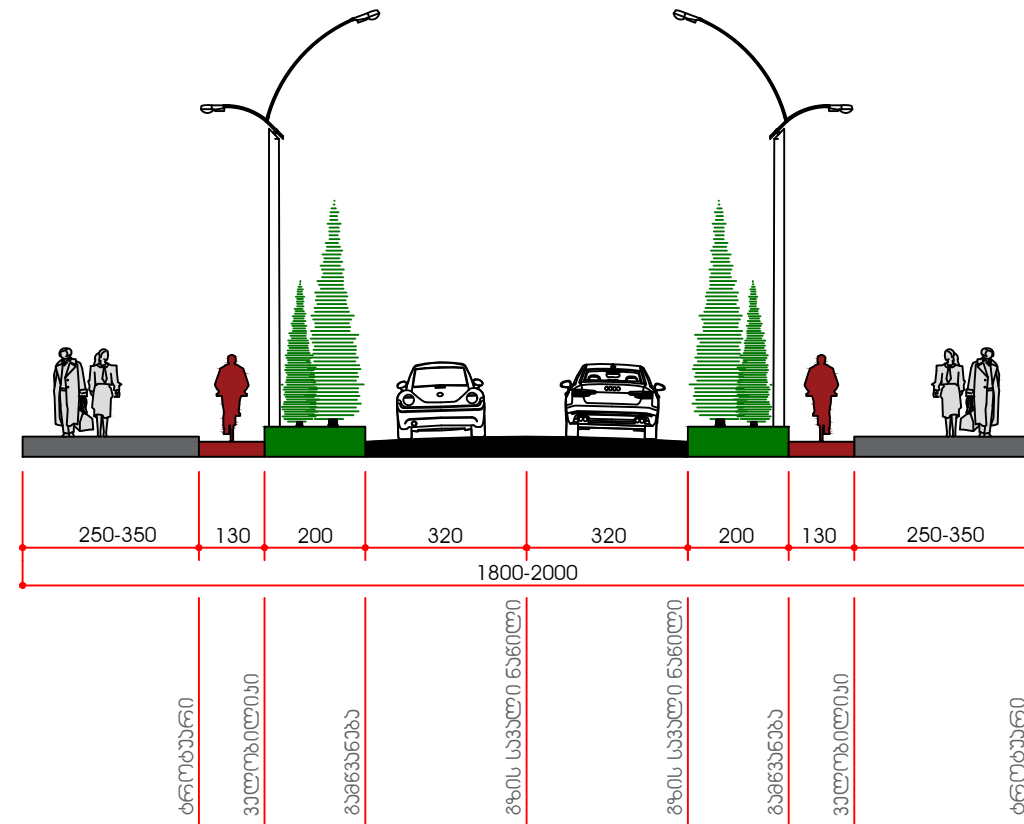 250-350
130
200
320
320
200
130
250-350
1800-2000
ტროტუარი
ველობილიკი
გამწვანება
გზის სავალი ნაწილი
გზის სავალი ნაწილი
გამწვანება
ველობილიკი
ტროტუარი